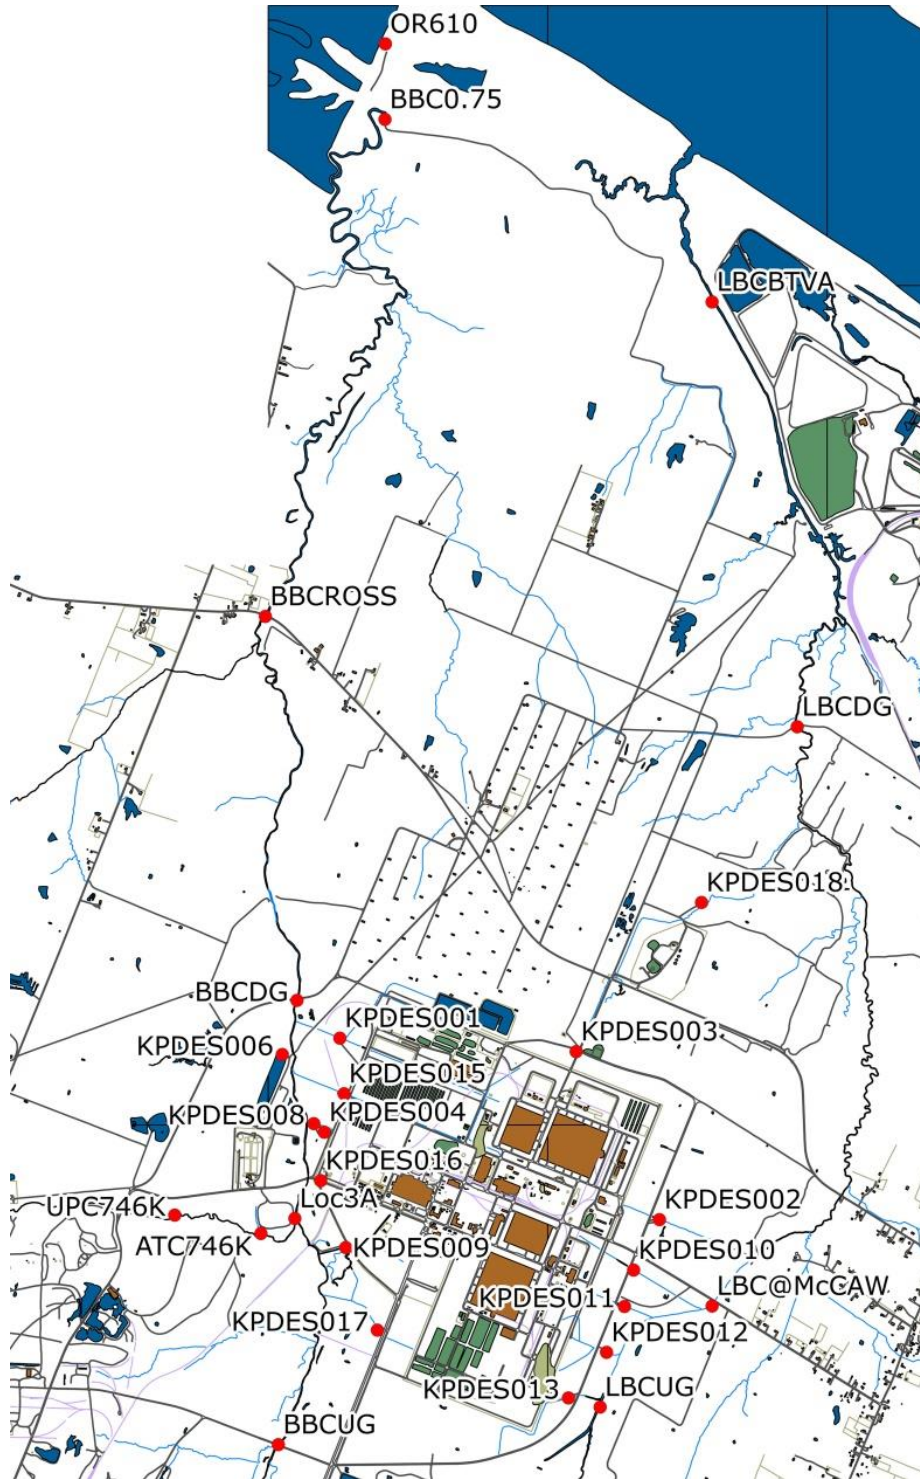 OR610
BBC0.75
LBCBTVA
BBCROSS
LBCDG
KPDES018
BBCDG
KPDES001
KPDES006
KPDES003
KPDES015
KPDES008
KPDES004
KPDES016
UPC746K
Loc3A
KPDES002
ATC746K
KPDES009
KPDES010
KPDES011
LBC@McCAW
KPDES017
KPDES012
KPDES013
LBCUG
BBCUG